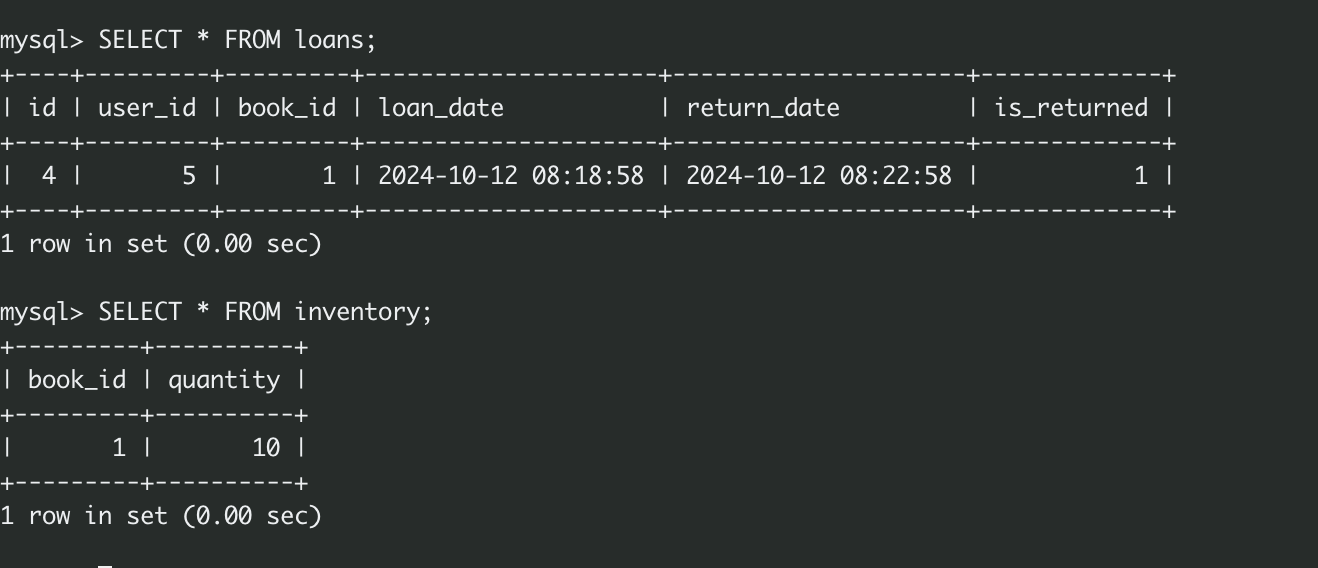 mysql> SELECT * FROM loans;
+----+---------+---------+---------------------+---------------------+-------------+
| id | user_id | book_id | loan_date           | return_date         | is_returned |
+----+---------+---------+---------------------+---------------------+-------------+
|  4 |       5 |       1 | 2024-10-12 08:18:58 | 2024-10-12 08:22:58 |           1 |
+----+---------+---------+---------------------+---------------------+-------------+
1 row in set (0.00 sec)
mysql> SELECT * FROM inventory;
+---------+----------+
| book_id | quantity |
+---------+----------+
|       1 |       10 |
+---------+----------+
1 row in set (0.00 sec)